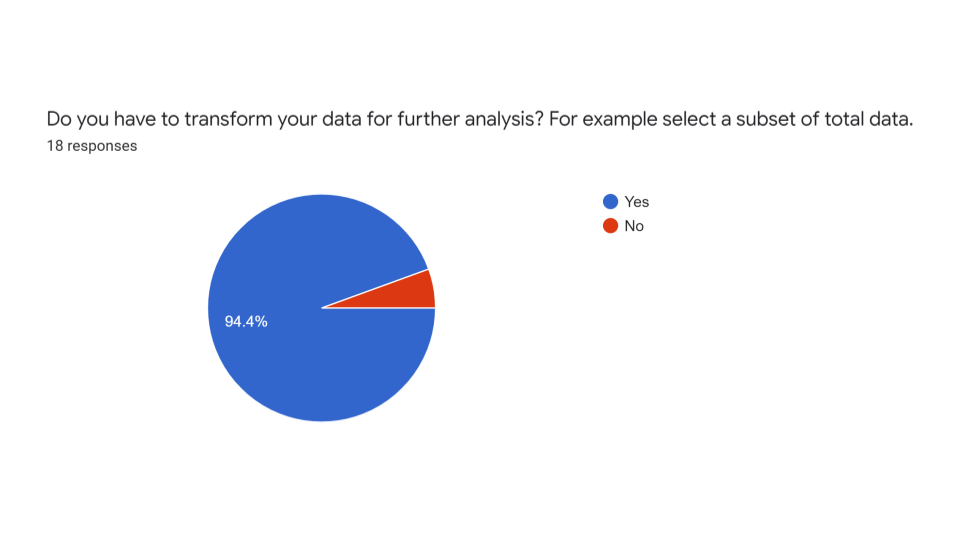 Do you have to transform your data for further analysis? For example select a subset of total data.
18 responses
Yes
No
94.4%